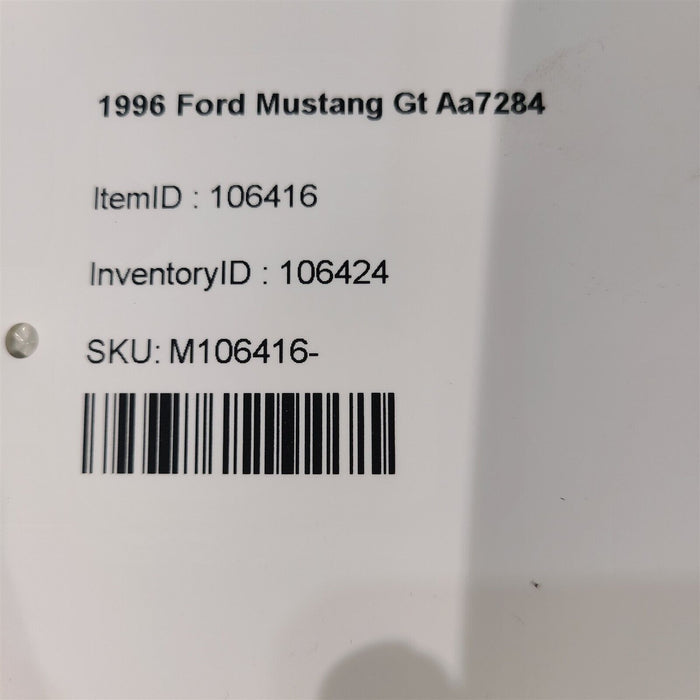 1996 Ford Mustang Gt Aa7284
ItemID : 106416
InventoryID : 106424
SKU: M106416-